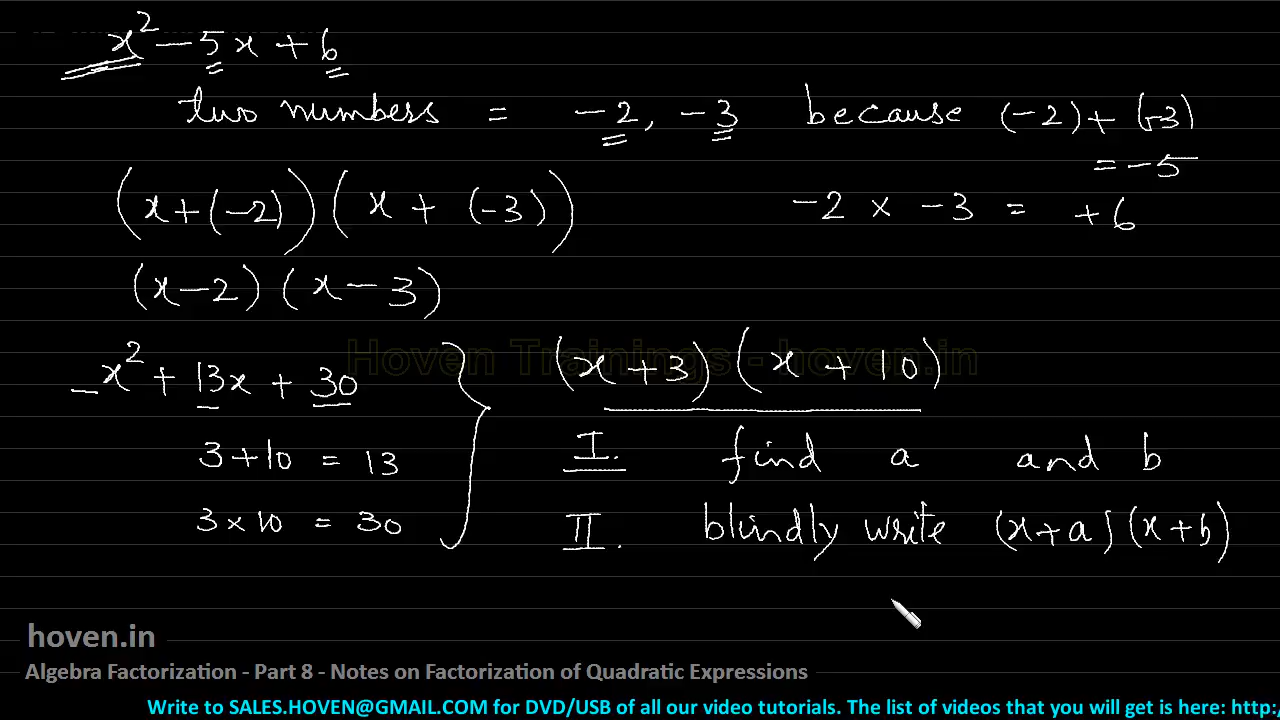 x² - 5x + 6
two numbers = -2, -3 because (-2) + (-3)
= -5
(x + (-2)) (x + (-3)) -2 × -3 = +6
(x - 2) (x - 3)
Hoven Trainings - hoven.in
x² + 13x + 30 (x + 3) (x + 10)
3 + 10 = 13 I. find a and b
3 × 10 = 30 II. blindly write (x + a) (x + b)
hoven.in
Algebra Factorization - Part 8 - Notes on Factorization of Quadratic Expressions
Write to SALES.HOVEN@GMAIL.COM for DVD/USB of all our video tutorials. The list of videos that you will get is here: http:/